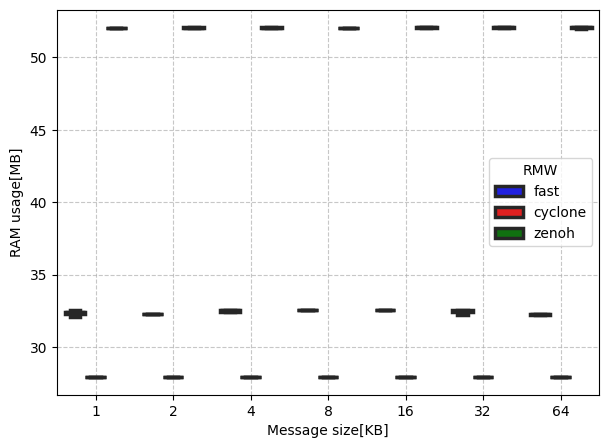 50
45
40
35
30
RAM usage[MB]
RMW
fast
cyclone
zenoh
1 2 4 8 16 32 64
Message size[KB]